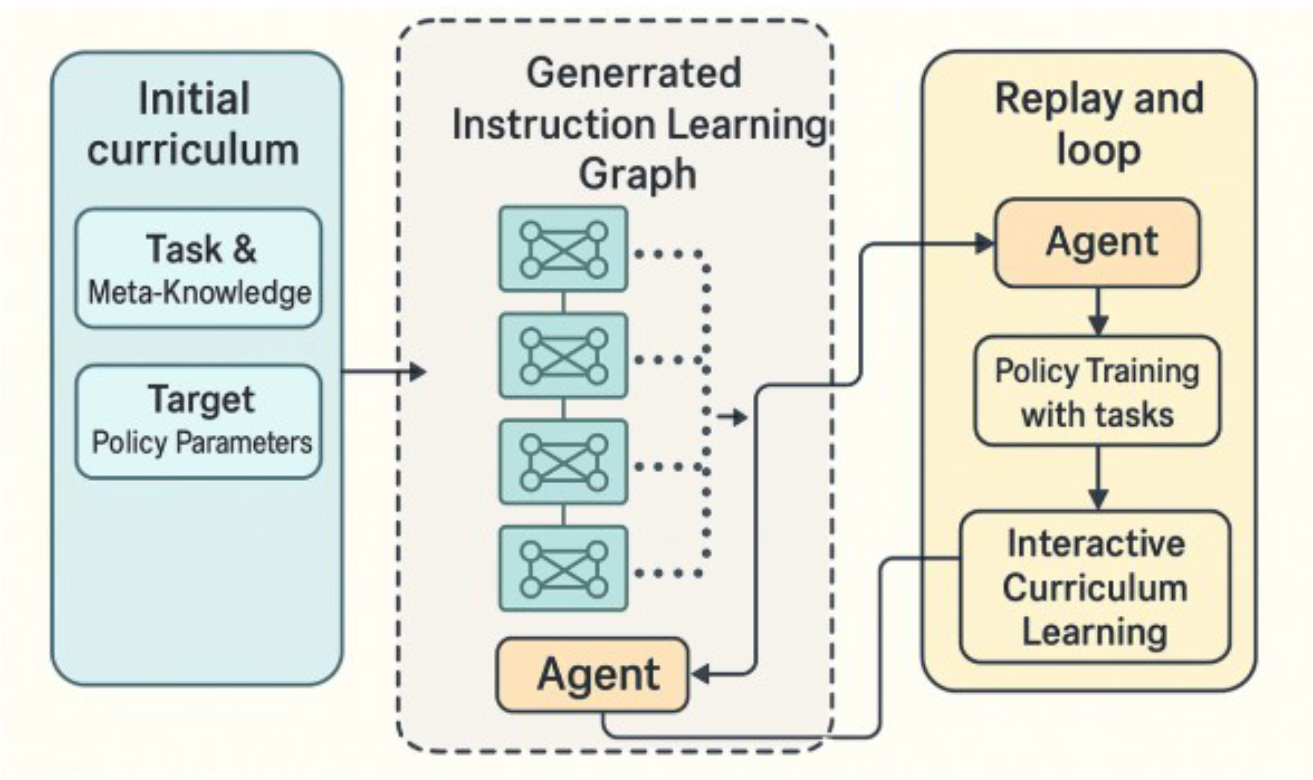 Initial
curriculum
Task &
Meta-Knowledge
Target
Policy Parameters
Generrated
Instruction Learning
Graph
Agent
Replay and
loop
Agent
Policy Training
with tasks
Interactive
Curriculum
Learning